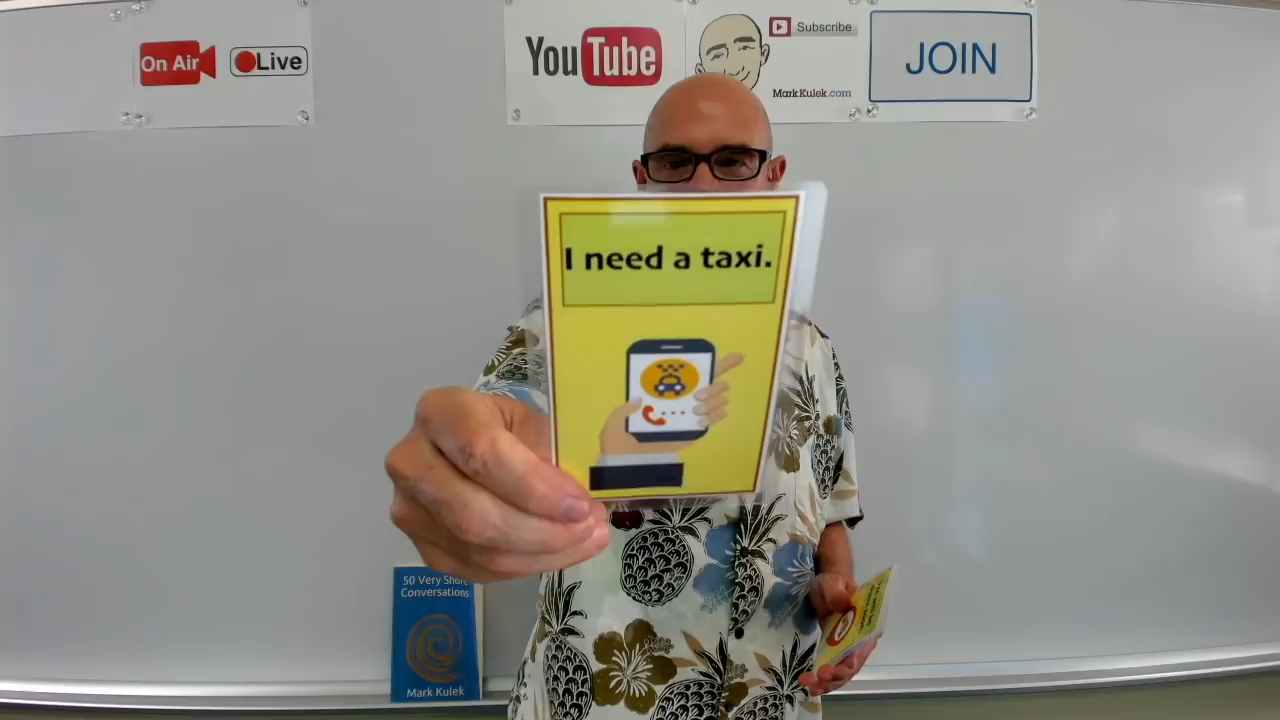 On Air
Live
YouTube
Subscribe
MarkKulek.com
JOIN
I need a taxi.
50 Very Short
Conversations
Mark Kulek